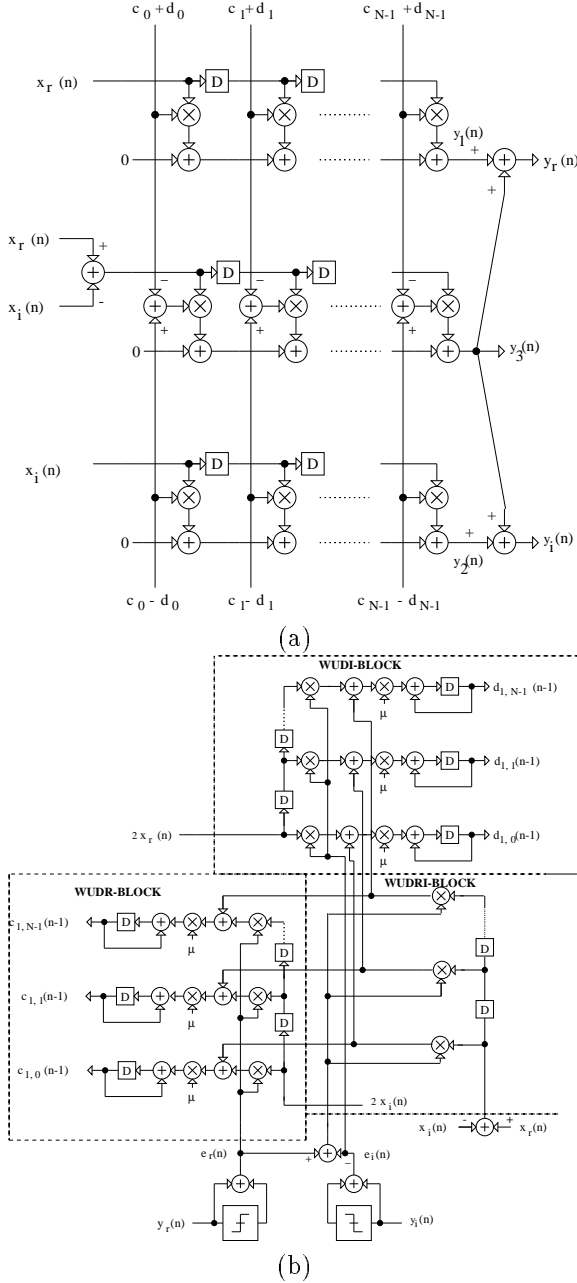 c 0 + d 0 c 1 + d 1 c N-1 + d N-1
x r (n) D D
y 1 (n)
0 + y r (n)
+
x r (n)
+
D D
- - -
x i (n) -
+ + +
0 y 3 (n)
x i (n) D D
+
0 + y i (n)
y 2 (n)
c 0 - d 0 c 1 - d 1 c N-1 - d N-1
(a)
WUDI-BLOCK
D d 1, N-1 (n-1)
μ
D
D d 1, 1 (n-1)
μ
D
2 x r (n) D d 1, 0 (n-1)
μ
WUDR-BLOCK WUDRI-BLOCK
c 1, N-1 (n-1) D
μ
D D
c 1, 1 (n-1) D
μ
D D
c 1, 0 (n-1) D
μ
2 x i (n)
x i (n) - + x r (n)
e r (n) + - e i (n)
y r (n) y i (n)
(b)